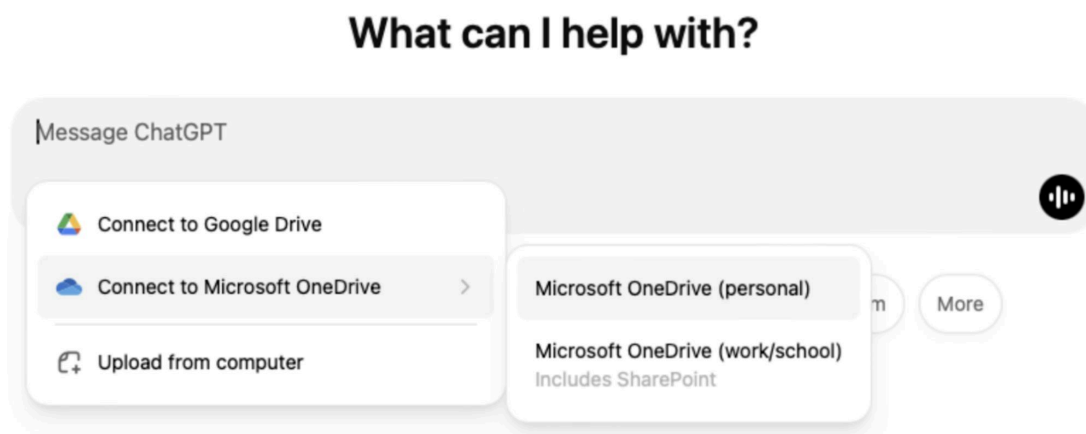 What can I help with?
Message ChatGPT
Connect to Google Drive
Connect to Microsoft OneDrive
Upload from computer
Microsoft OneDrive (personal)
Microsoft OneDrive (work/school)
Includes SharePoint
More